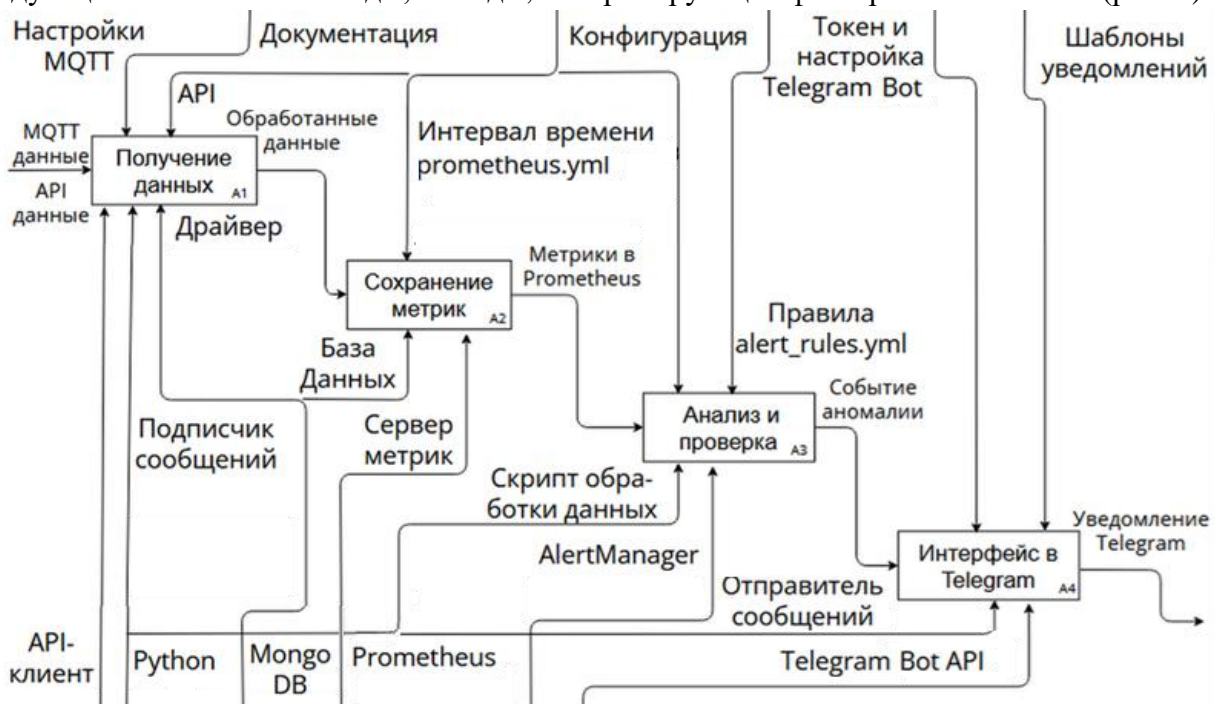 Настройки
MQTT
Документация
Конфигурация
Токен и
настройка
Telegram Bot
Шаблоны
уведомлений
API
MQTT
данные
API
данные
Получение
данных
A1
Обработанные
данные
Интервал времени
prometheus.yml
Драйвер
Сохранение
метрик
A2
Метрики в
Prometheus
База
Данных
Правила
alert_rules.yml
Анализ и
проверка
A3
Событие
аномалии
Подписчик
сообщений
Сервер
метрик
Скрипт обра-
ботки данных
AlertManager
Интерфейс в
Telegram
A4
Уведомление
Telegram
Отправитель
сообщений
API-
клиент
Python
Mongo
DB
Prometheus
Telegram Bot API